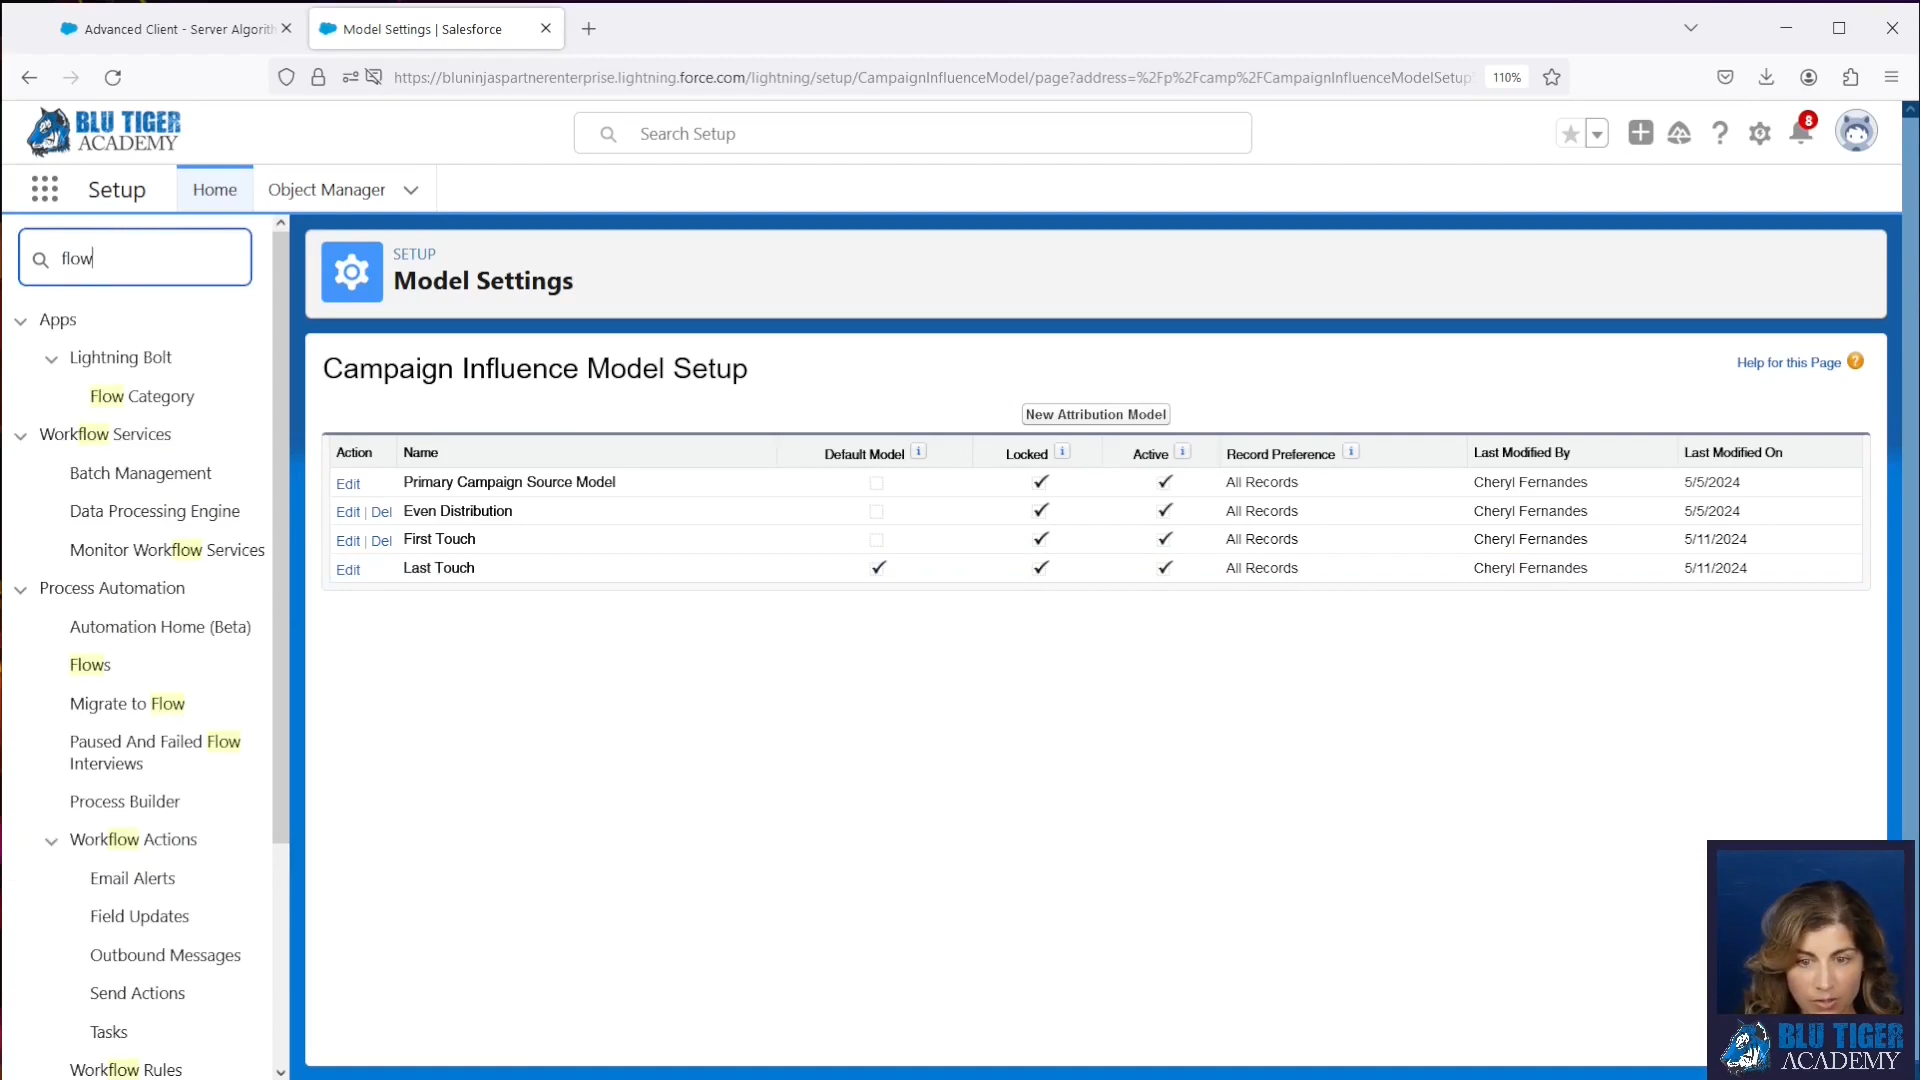 Advanced Client - Server Algorith
Model Settings | Salesforce
https://bluninjaspartnerenterprise.lightning.force.com/lightning/setup/CampaignInfluenceModel/page?address=%2Fp%2Fcamp%2FCampaignInfluenceModelSetup
110%
BLU TIGER
ACADEMY
Search Setup
8
Setup
Home
Object Manager
flow
Apps
Lightning Bolt
Flow Category
Workflow Services
Batch Management
Data Processing Engine
Monitor Workflow Services
Process Automation
Automation Home (Beta)
Flows
Migrate to Flow
Paused And Failed Flow
Interviews
Process Builder
Workflow Actions
Email Alerts
Field Updates
Outbound Messages
Send Actions
Tasks
Workflow Rules
SETUP
Model Settings
Campaign Influence Model Setup
Help for this Page ?
New Attribution Model
Action Name Default Model i Locked i Active i Record Preference i Last Modified By Last Modified On
Edit Primary Campaign Source Model All Records Cheryl Fernandes 5/5/2024
Edit | Del Even Distribution All Records Cheryl Fernandes 5/5/2024
Edit | Del First Touch All Records Cheryl Fernandes 5/11/2024
Edit Last Touch All Records Cheryl Fernandes 5/11/2024
BLU TIGER
ACADEMY